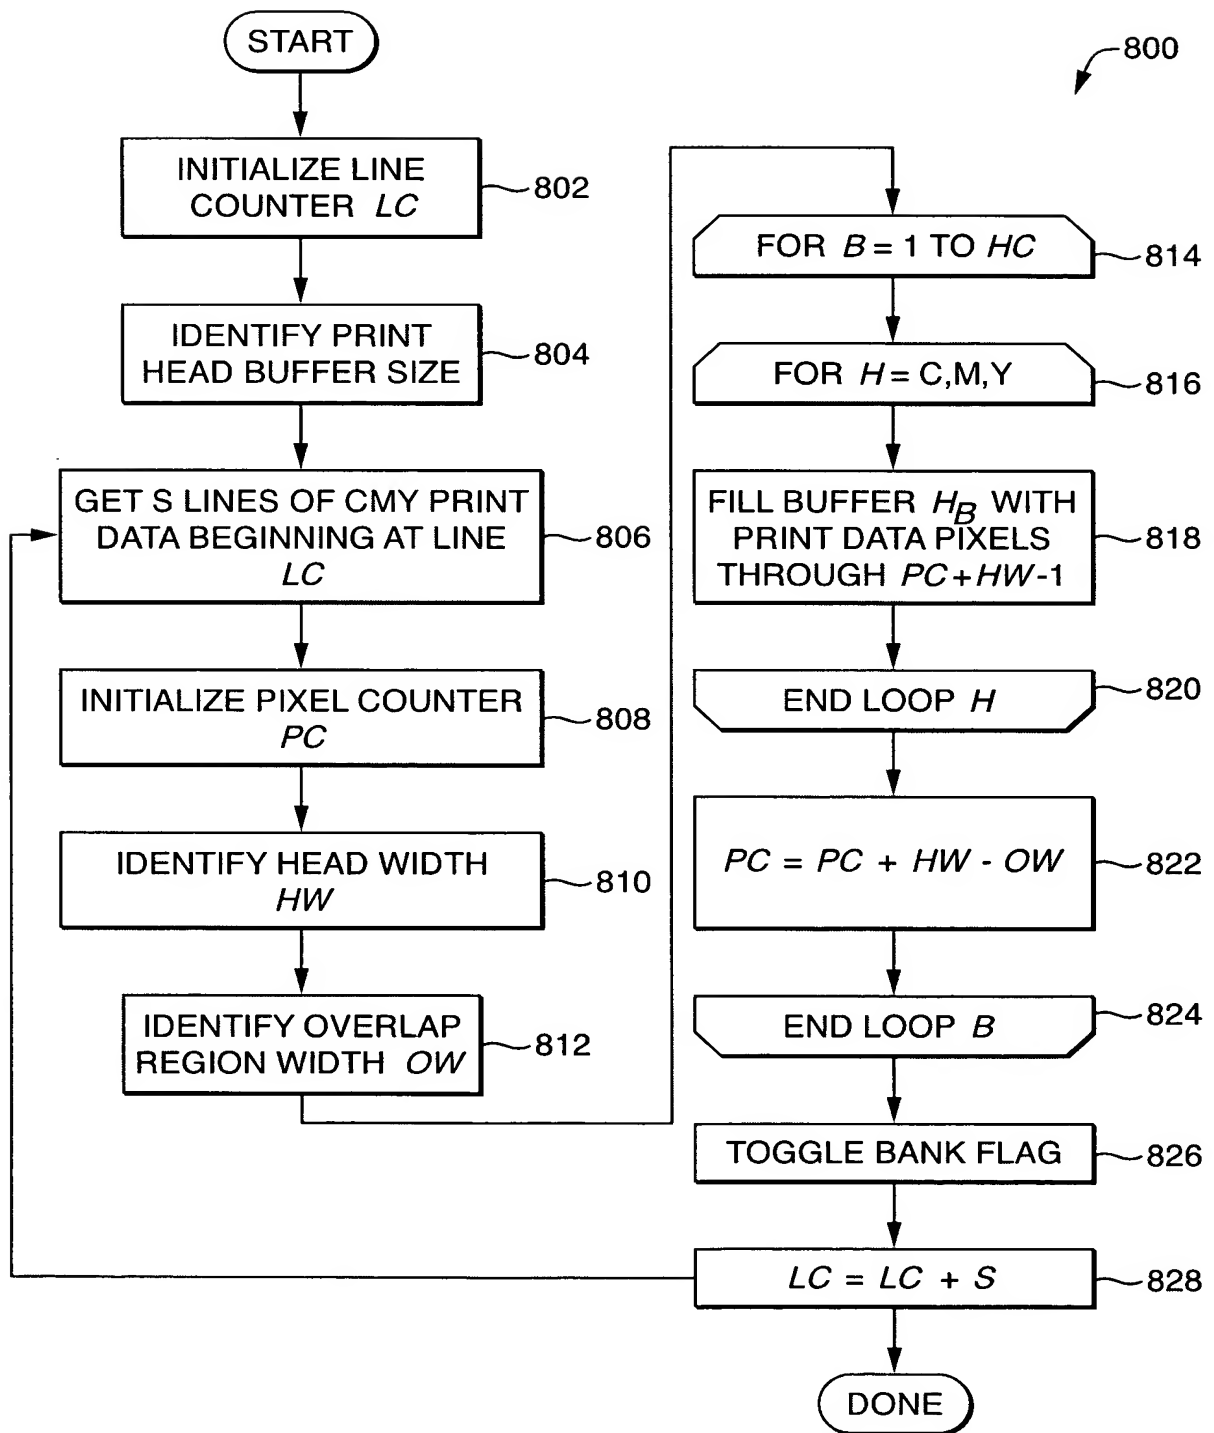 START
800
INITIALIZE LINE
COUNTER LC
802
IDENTIFY PRINT
HEAD BUFFER SIZE
804
GET S LINES OF CMY PRINT
DATA BEGINNING AT LINE
LC
806
INITIALIZE PIXEL COUNTER
PC
808
IDENTIFY HEAD WIDTH
HW
810
IDENTIFY OVERLAP
REGION WIDTH OW
812
FOR B = 1 TO HC
814
FOR H = C,M,Y
816
FILL BUFFER H_B WITH
PRINT DATA PIXELS
THROUGH PC+HW-1
818
END LOOP H
820
PC = PC + HW - OW
822
END LOOP B
824
TOGGLE BANK FLAG
826
LC = LC + S
828
DONE